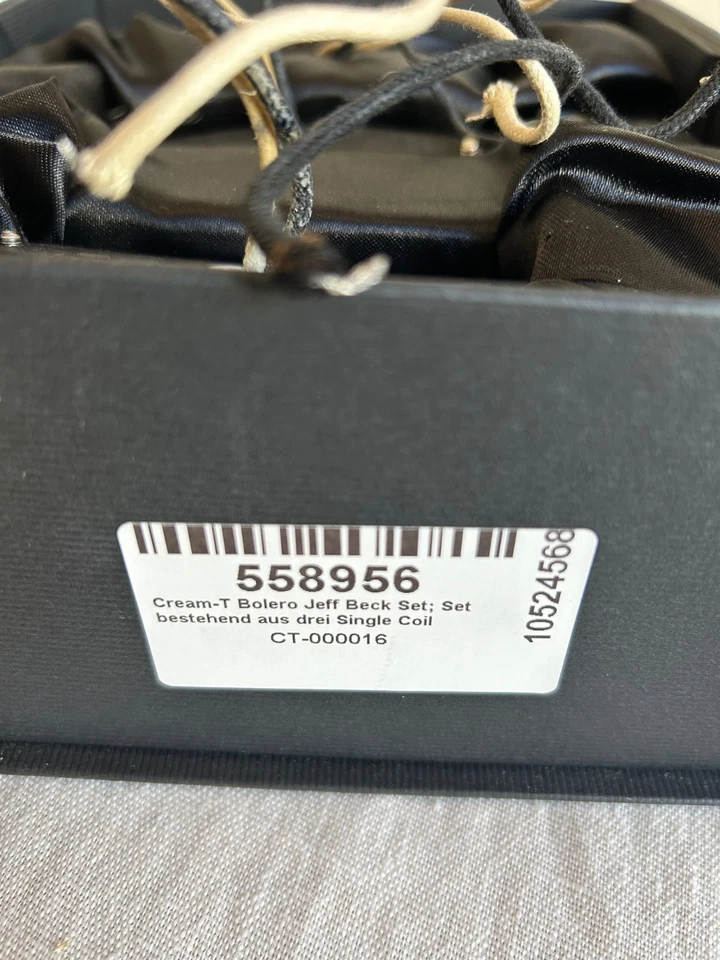 558956
Cream-T Bolero Jeff Beck Set; Set
bestehend aus drei Single Coil
CT-000016
10524568